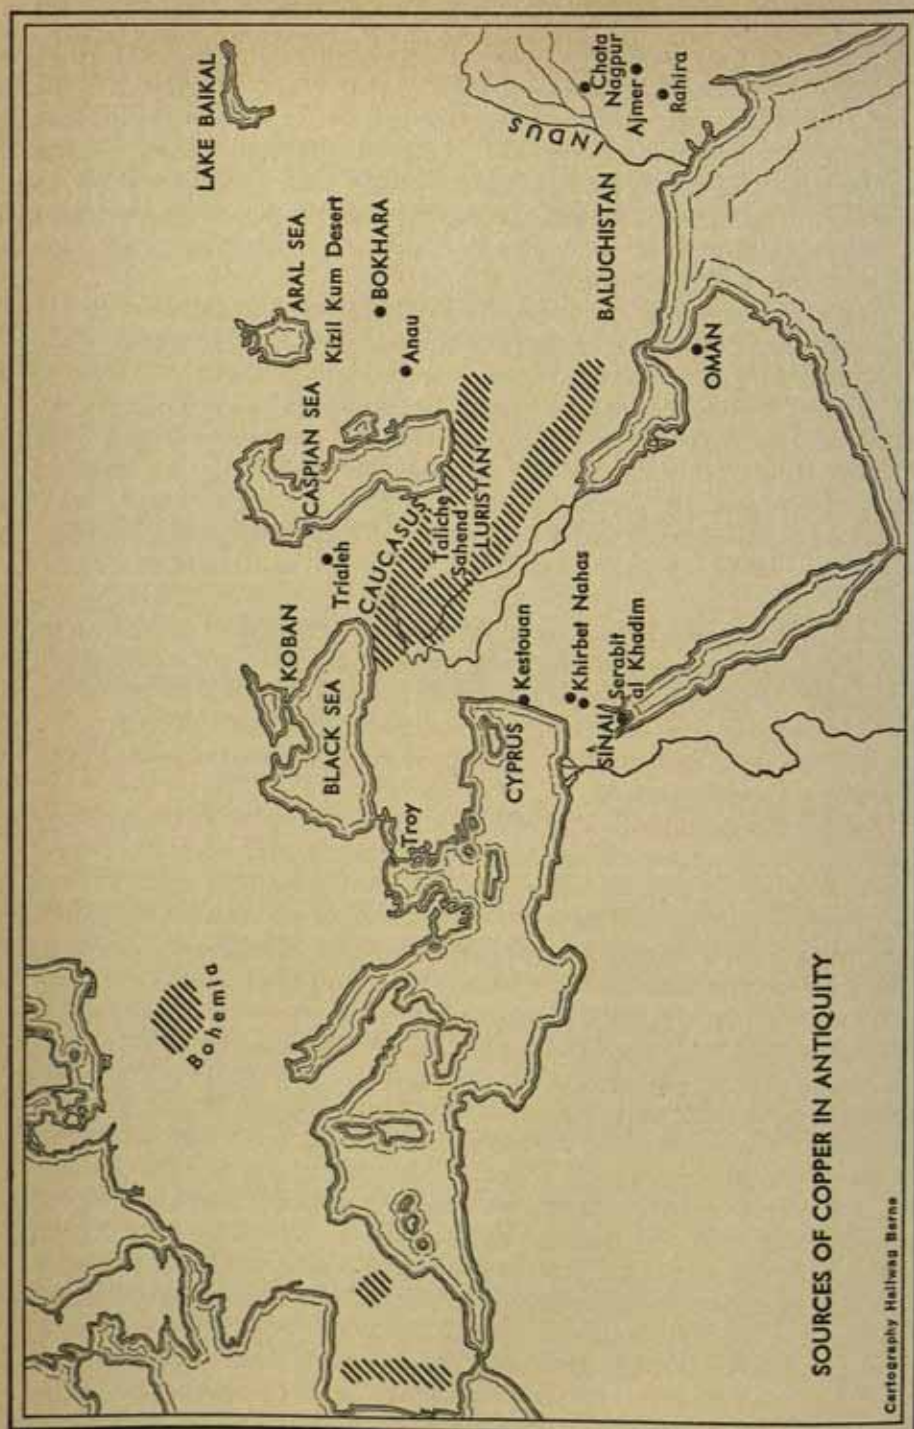 LAKE BAIKAL
ARAL SEA
Kizil Kum Desert
BOKHARA
Anau
CASPIAN SEA
INDUS
Chota
Nagpur
Ajmer
Rahira
BALUCHISTAN
OMAN
KOBAN
Trialeh
CAUCASUS
Taliche
Sahend
LURISTAN
BLACK SEA
Troy
CYPRUS
Kestouan
Khirbet Nahas
SINAI
Serabit
al Khadim
Bohemia
SOURCES OF COPPER IN ANTIQUITY
Cartography Hallwag Berne